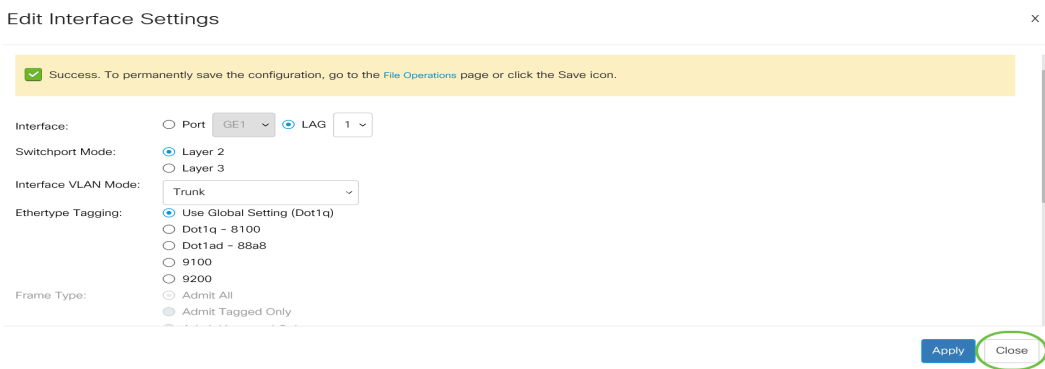 Edit Interface Settings
x
Success. To permanently save the configuration, go to the File Operations page or click the Save icon.
Interface: Port GE1 LAG 1
Switchport Mode: Layer 2
Layer 3
Interface VLAN Mode: Trunk
Ethertype Tagging: Use Global Setting (Dot1q)
Dot1q - 8100
Dot1ad - 88a8
9100
9200
Frame Type: Admit All
Admit Tagged Only
Apply Close